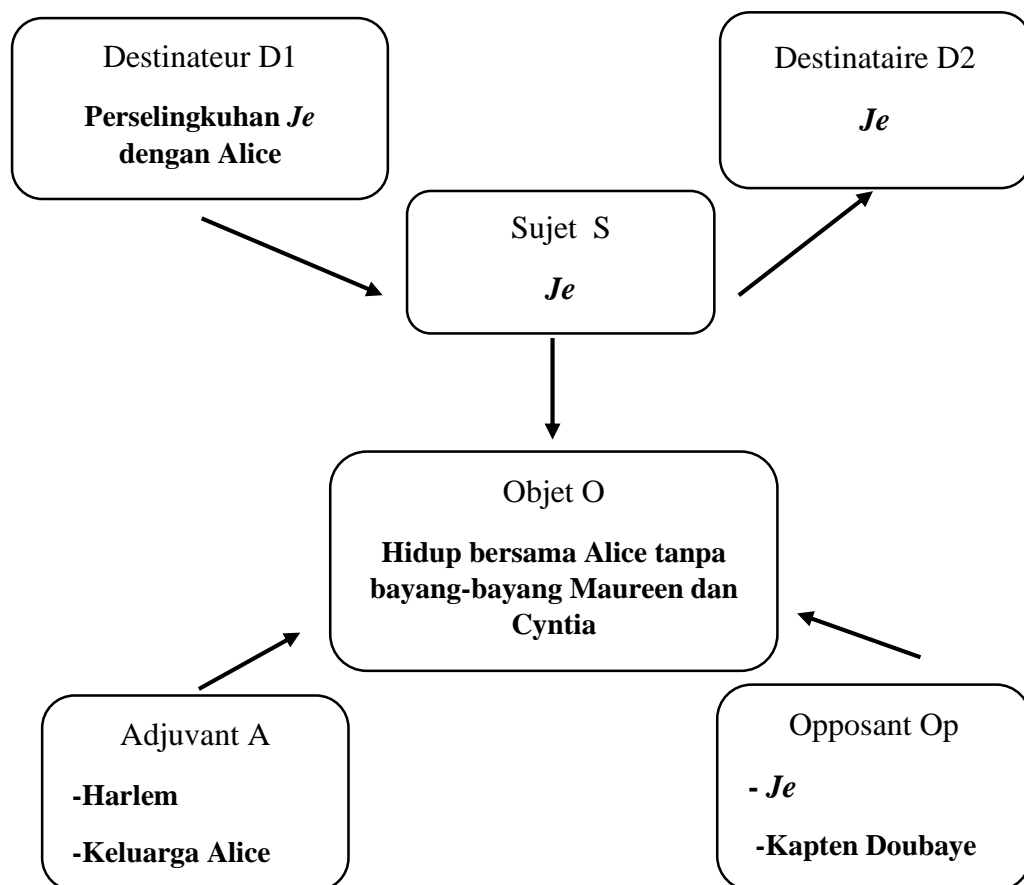 Destinateur D1
Perselingkuhan Je
dengan Alice
Destinataire D2
Je
Sujet S
Je
Objet O
Hidup bersama Alice tanpa
bayang-bayang Maureen dan
Cyntia
Adjuvant A
-Harlem
-Keluarga Alice
Opposant Op
- Je
-Kapten Doubaye